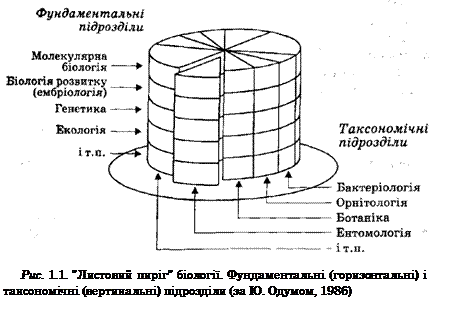 Фундаментальні
підрозділи
Молекулярна
біологія
Біологія розвитку
(ембріологія)
Генетика
Екологія
і т.п.
Таксономічні
підрозділи
Бактеріологія
Орнітологія
Ботаніка
Ентомологія
і т.п.
Рис. 1.1. "Листовий пиріг" біології. Фундаментальні (горизонтальні) і
таксономічні (вертикальні) підрозділи (за Ю. Одумом, 1986)